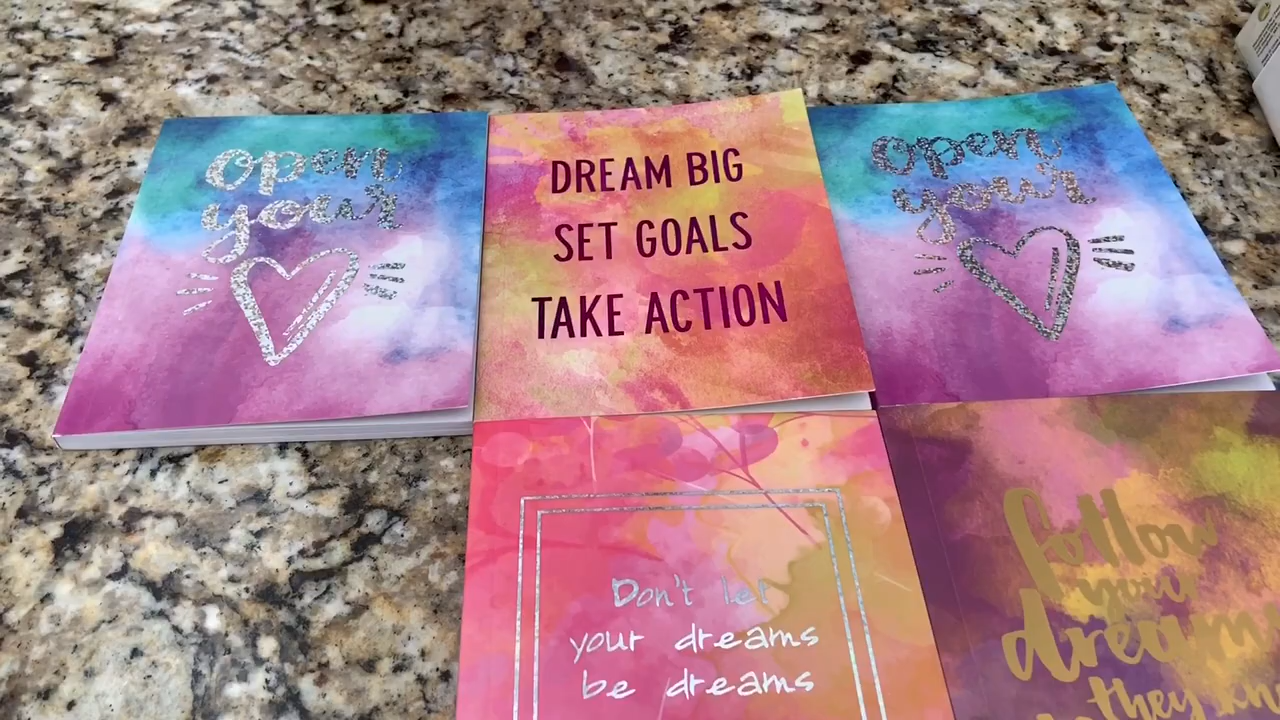 open
your
DREAM BIG
SET GOALS
TAKE ACTION
open
your
Don't let
your dreams
be dreams
follow
your
dreams
they